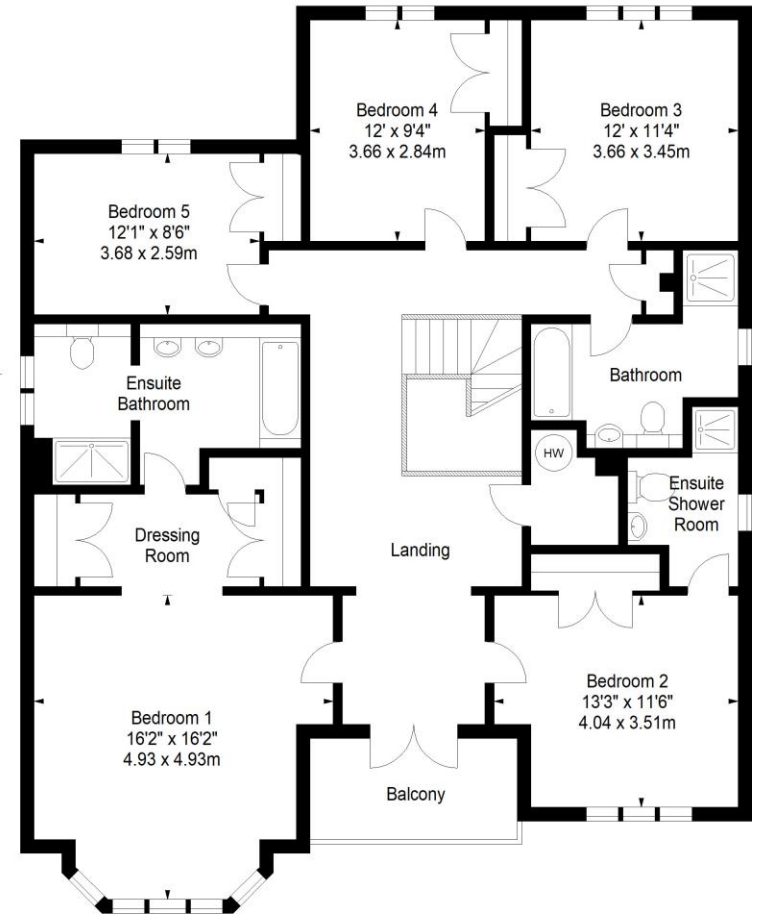 Bedroom 4
12' x 9'4"
3.66 x 2.84m
Bedroom 3
12' x 11'4"
3.66 x 3.45m
Bedroom 5
12'1" x 8'6"
3.68 x 2.59m
Ensuite
Bathroom
Bathroom
HW
Ensuite
Shower
Room
Dressing
Room
Landing
Bedroom 1
16'2" x 16'2"
4.93 x 4.93m
Bedroom 2
13'3" x 11'6"
4.04 x 3.51m
Balcony